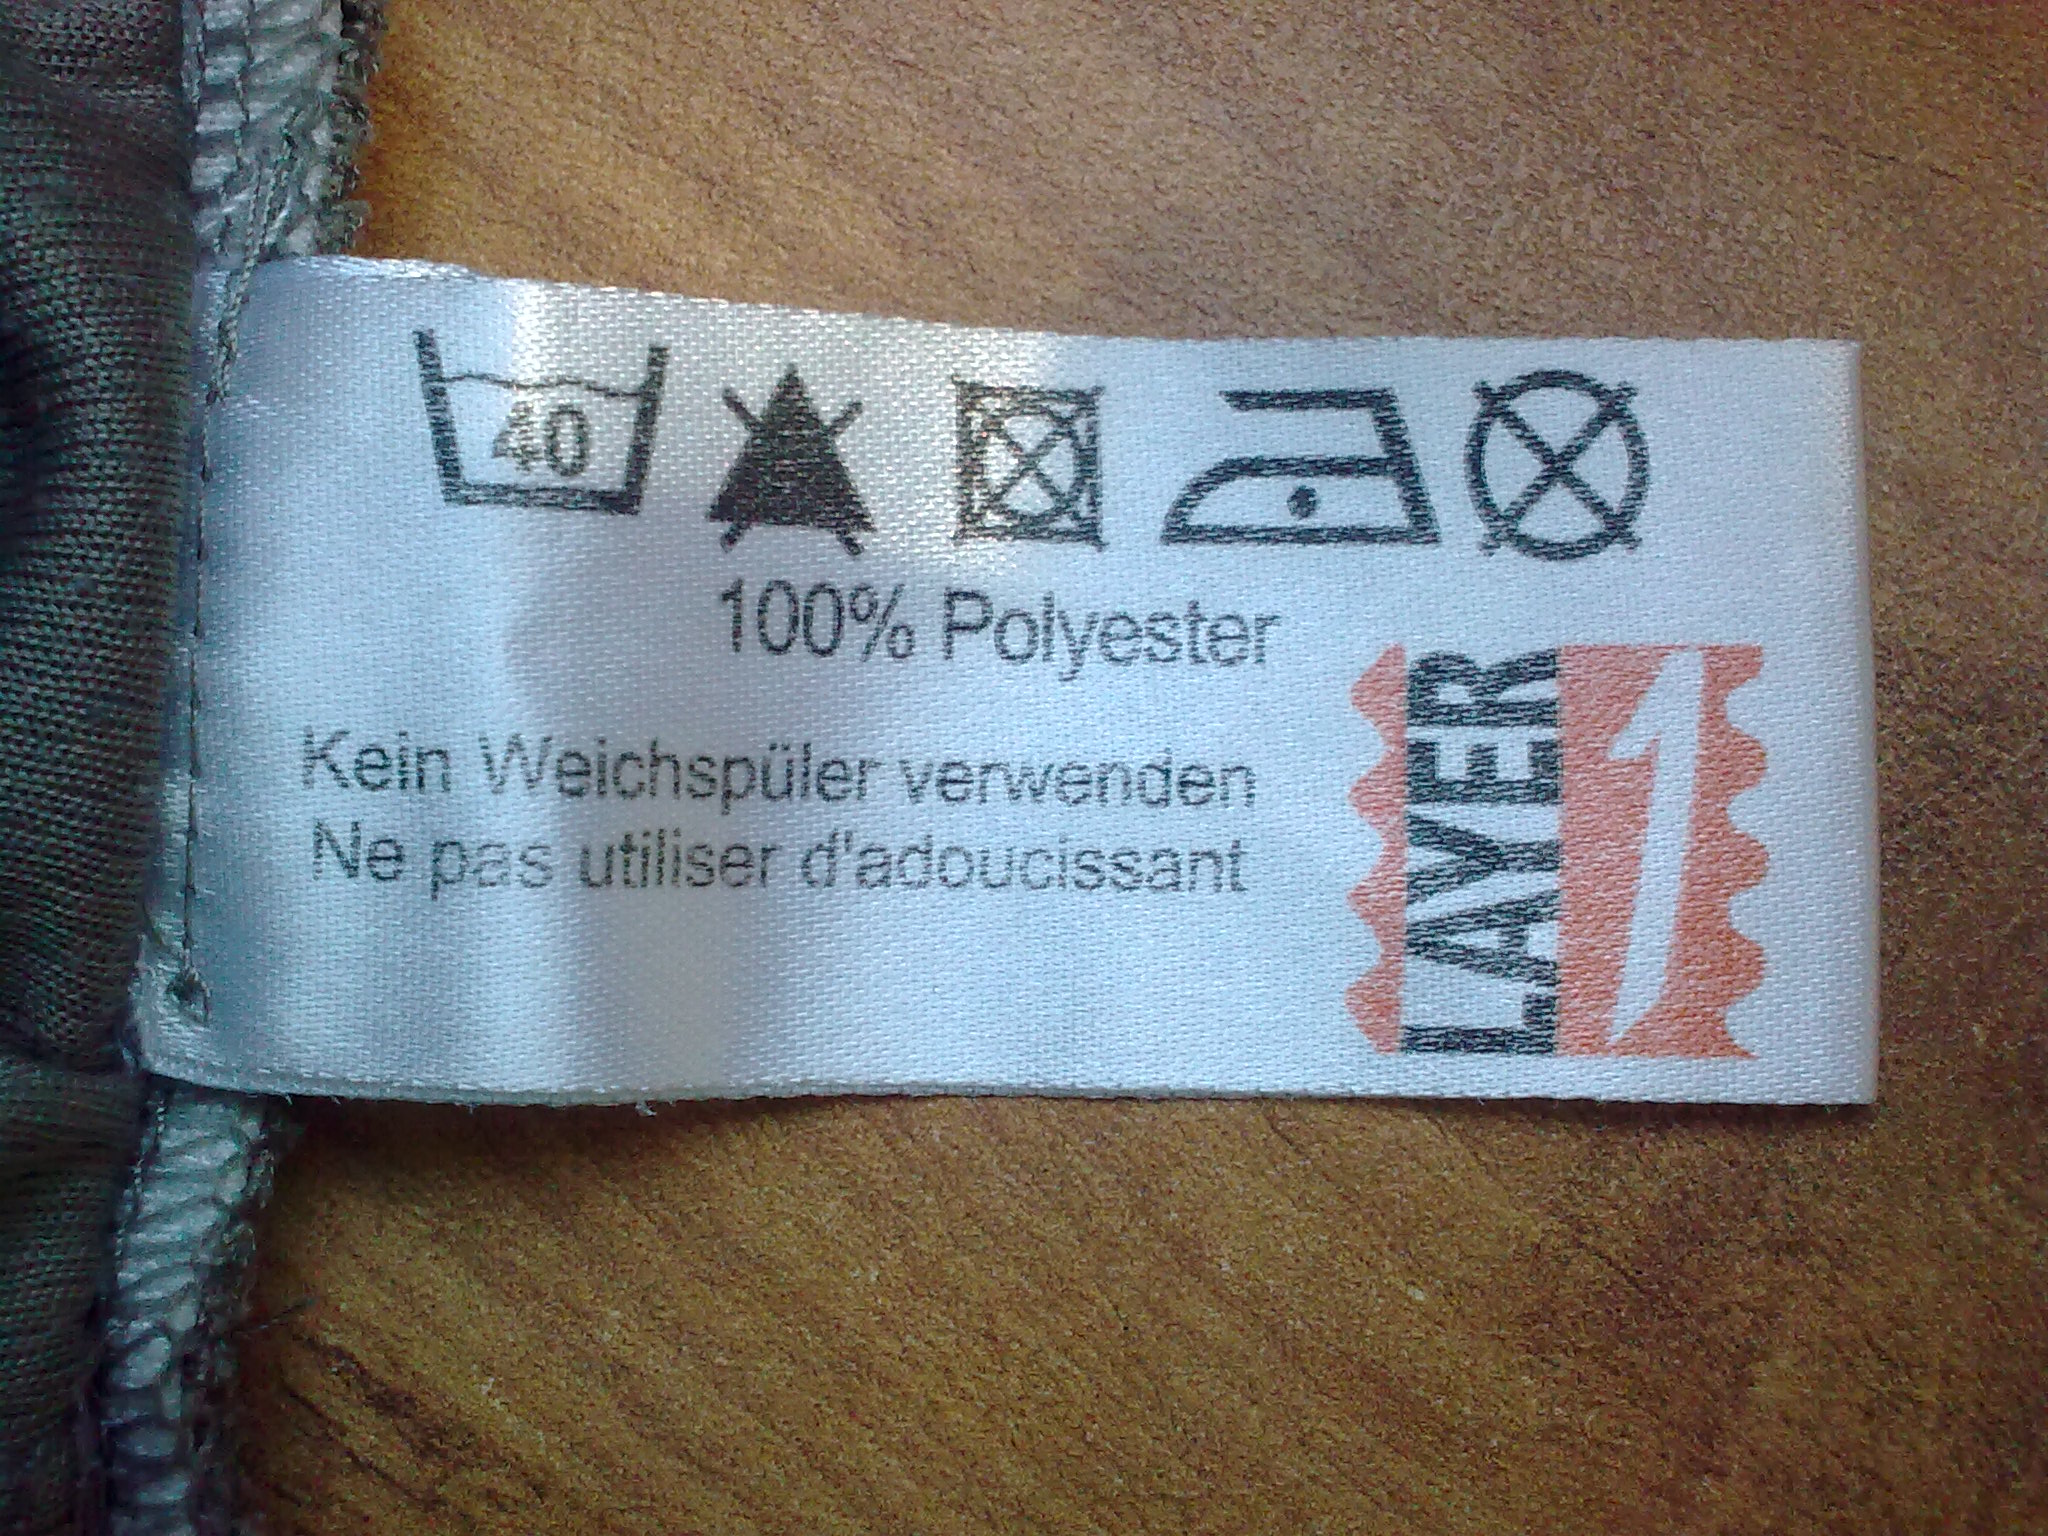 40
100% Polyester
Kein Weichspüler verwenden
Ne pas utiliser d'adoucissant
LAYER
1